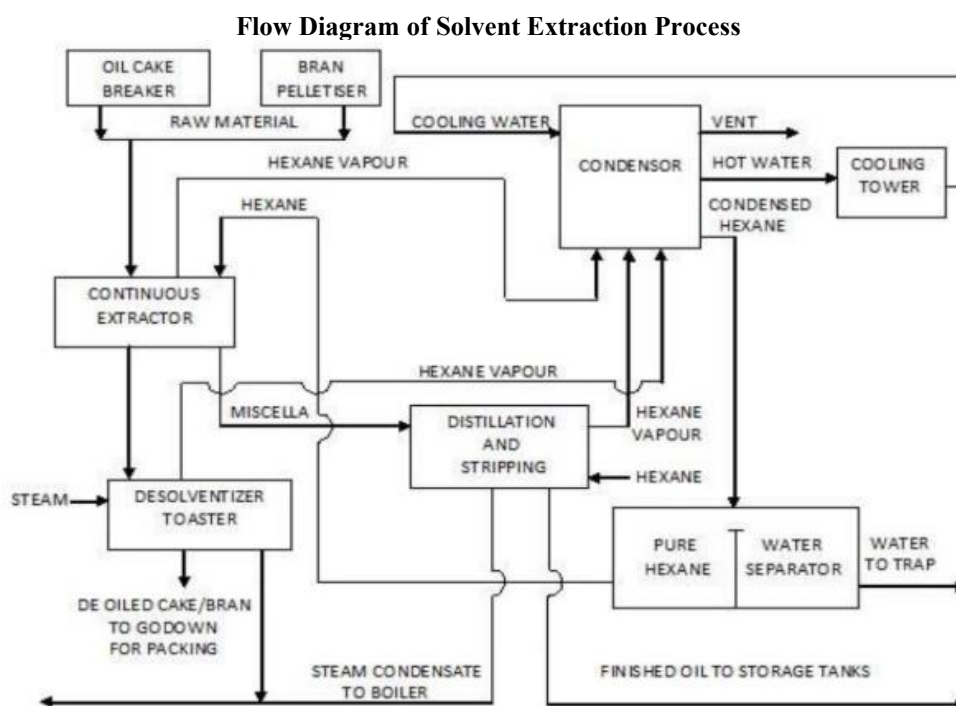 Flow Diagram of Solvent Extraction Process
OIL CAKE
BREAKER
BRAN
PELLETISER
RAW MATERIAL
COOLING WATER
CONDENSOR
VENT
HOT WATER
COOLING
TOWER
HEXANE VAPOUR
HEXANE
CONDENSED
HEXANE
CONTINUOUS
EXTRACTOR
HEXANE VAPOUR
MISCELLA
DISTILLATION
AND
STRIPPING
HEXANE
VAPOUR
HEXANE
STEAM
DESOLVENTIZER
TOASTER
PURE
HEXANE
WATER
SEPARATOR
WATER
TO TRAP
DE OILED CAKE/BRAN
TO GODOWN
FOR PACKING
STEAM CONDENSATE
TO BOILER
FINISHED OIL TO STORAGE TANKS